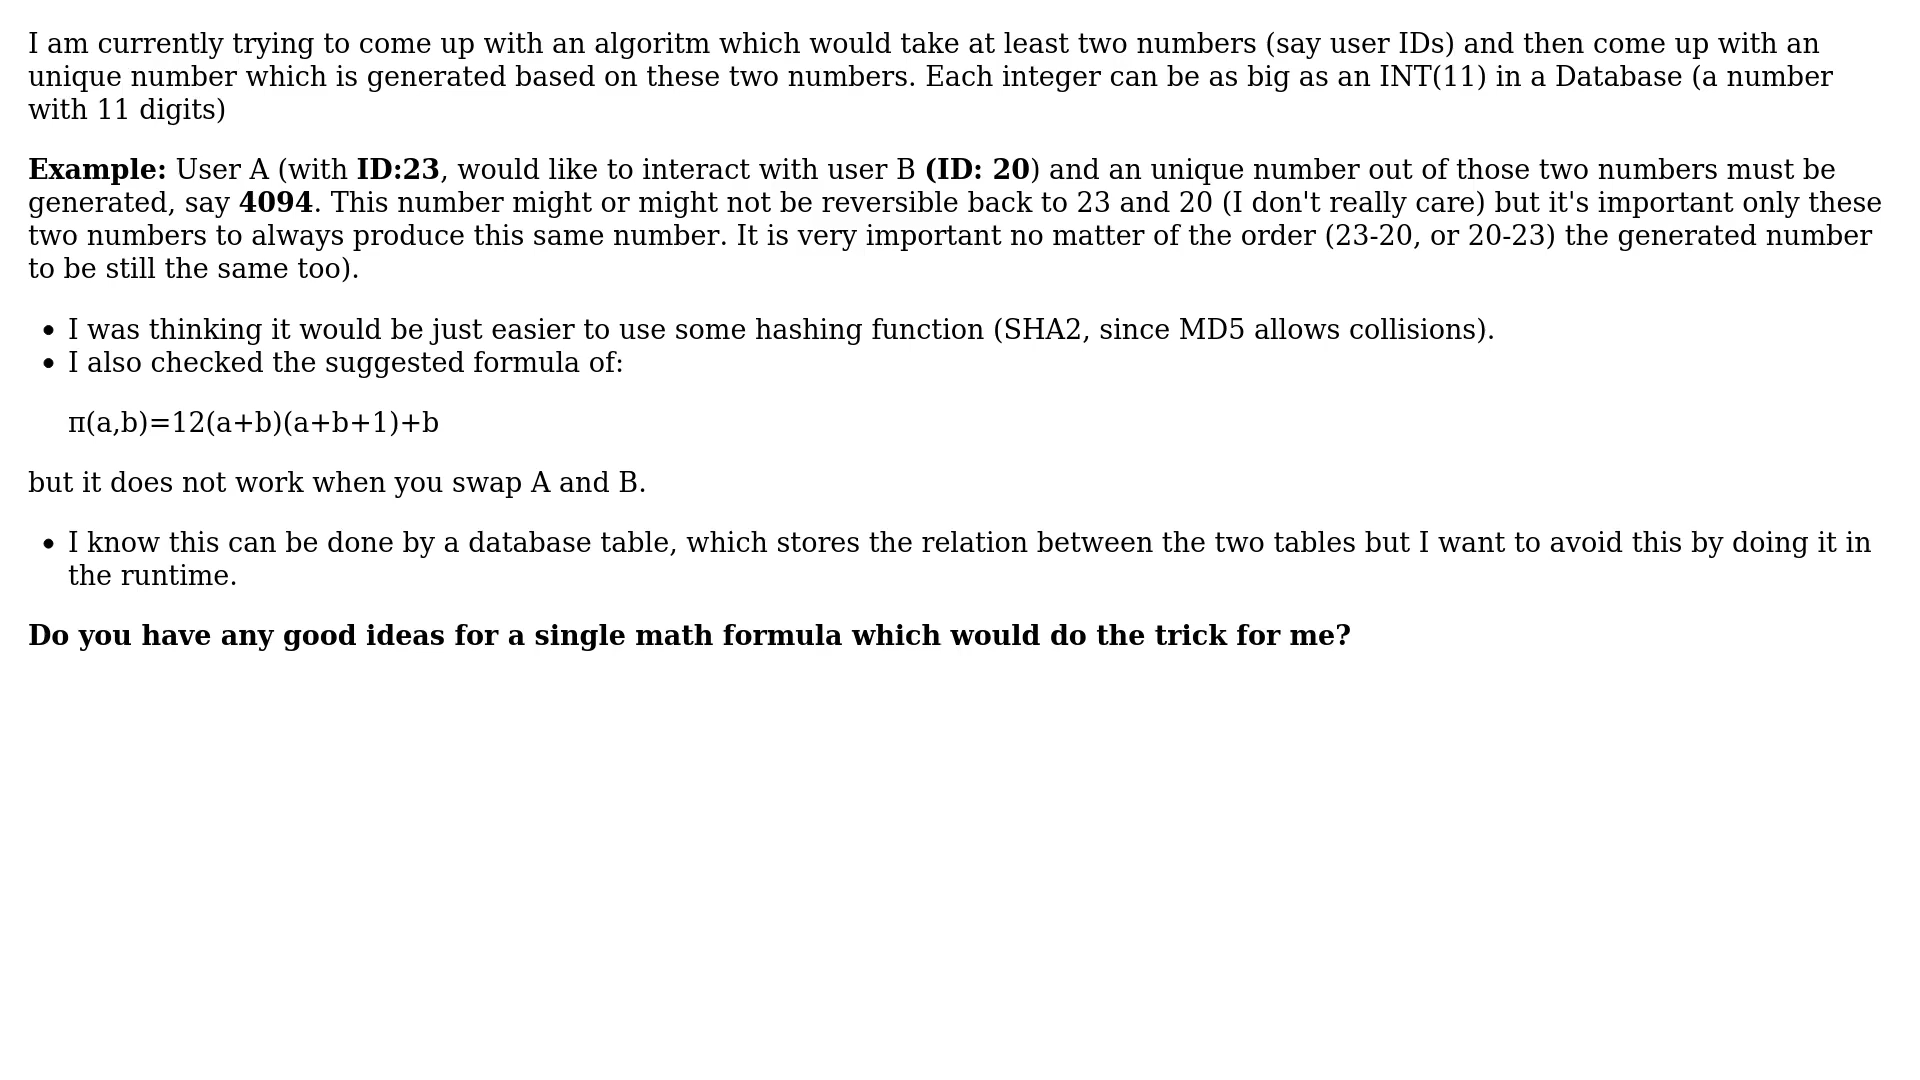 I am currently trying to come up with an algoritm which would take at least two numbers (say user IDs) and then come up with an
unique number which is generated based on these two numbers. Each integer can be as big as an INT(11) in a Database (a number
with 11 digits)
Example: User A (with ID:23, would like to interact with user B (ID: 20) and an unique number out of those two numbers must be
generated, say 4094. This number might or might not be reversible back to 23 and 20 (I don't really care) but it's important only these
two numbers to always produce this same number. It is very important no matter of the order (23-20, or 20-23) the generated number
to be still the same too).
• I was thinking it would be just easier to use some hashing function (SHA2, since MD5 allows collisions).
• I also checked the suggested formula of:
π(a,b)=12(a+b)(a+b+1)+b
but it does not work when you swap A and B.
• I know this can be done by a database table, which stores the relation between the two tables but I want to avoid this by doing it in
the runtime.
Do you have any good ideas for a single math formula which would do the trick for me?